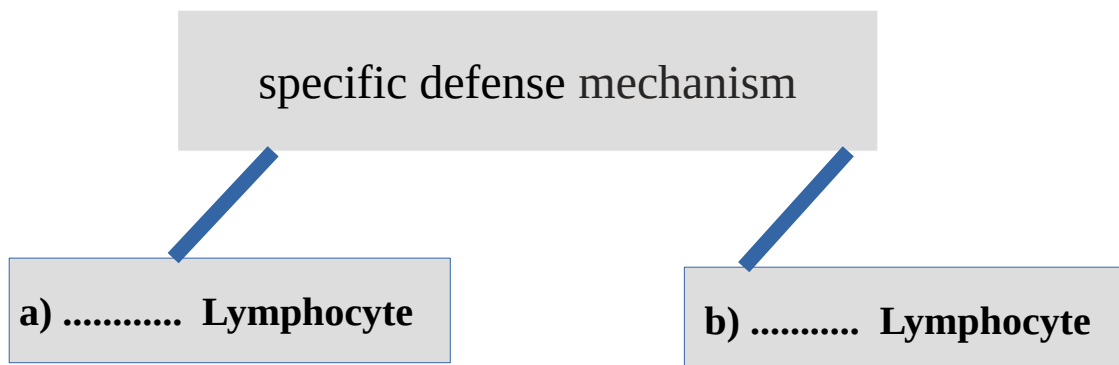 specific defense mechanism
a) ............ Lymphocyte
b) ........... Lymphocyte